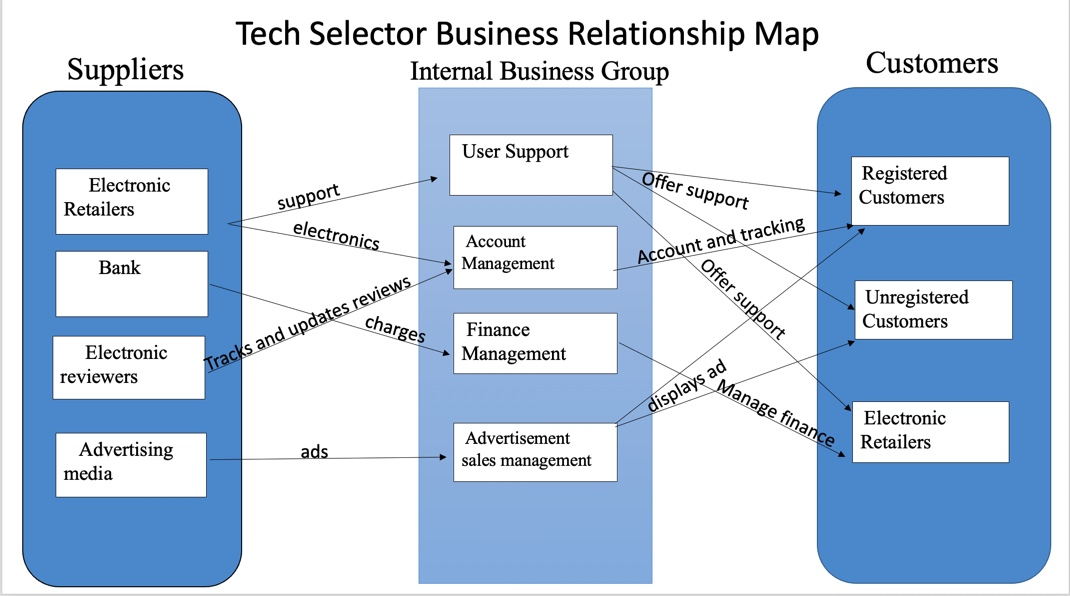 Tech Selector Business Relationship Map
Suppliers
Internal Business Group
Customers
Electronic
Retailers
Bank
Electronic
reviewers
Advertising
media
support
electronics
Tracks and updates reviews
charges
ads
User Support
Account
Management
Finance
Management
Advertisement
sales management
Offer support
Account and tracking
Offer support
displays ad
Manage finance
Registered
Customers
Unregistered
Customers
Electronic
Retailers